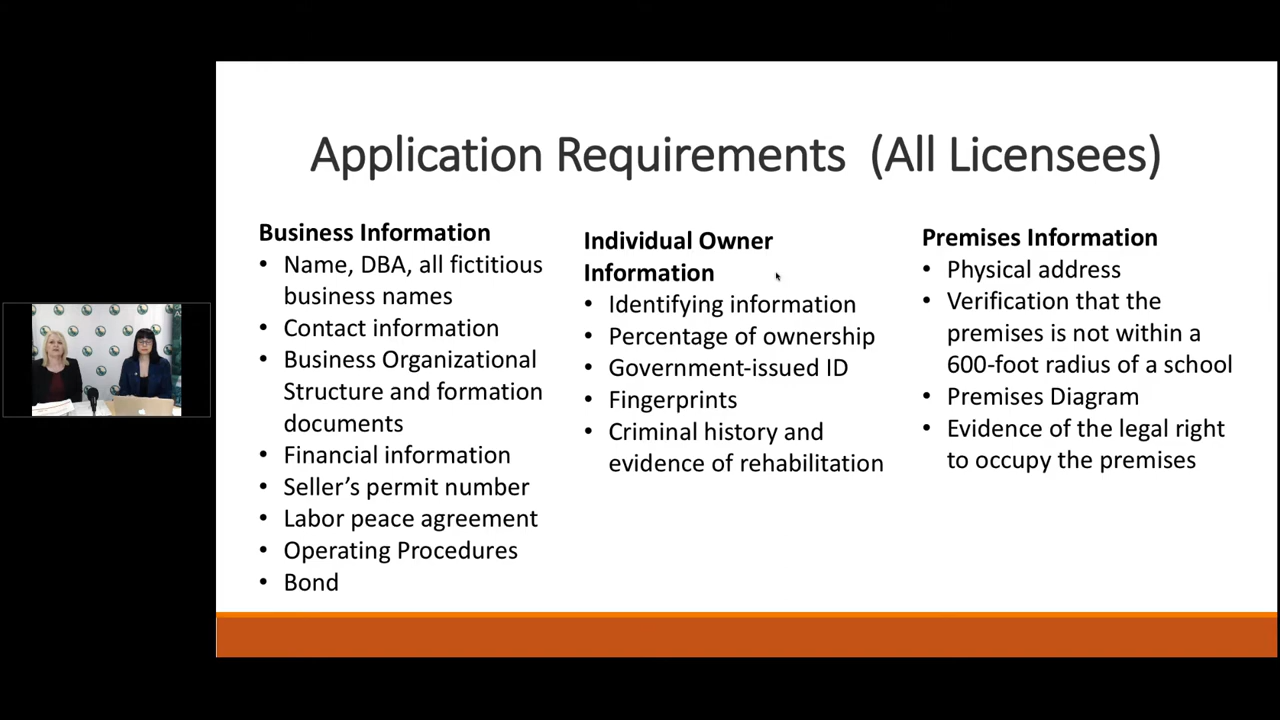 Application Requirements (All Licensees)
Business Information
• Name, DBA, all fictitious
business names
• Contact information
• Business Organizational
Structure and formation
documents
• Financial information
• Seller’s permit number
• Labor peace agreement
• Operating Procedures
• Bond
Individual Owner
Information
• Identifying information
• Percentage of ownership
• Government-issued ID
• Fingerprints
• Criminal history and
evidence of rehabilitation
Premises Information
• Physical address
• Verification that the
premises is not within a
600-foot radius of a school
• Premises Diagram
• Evidence of the legal right
to occupy the premises